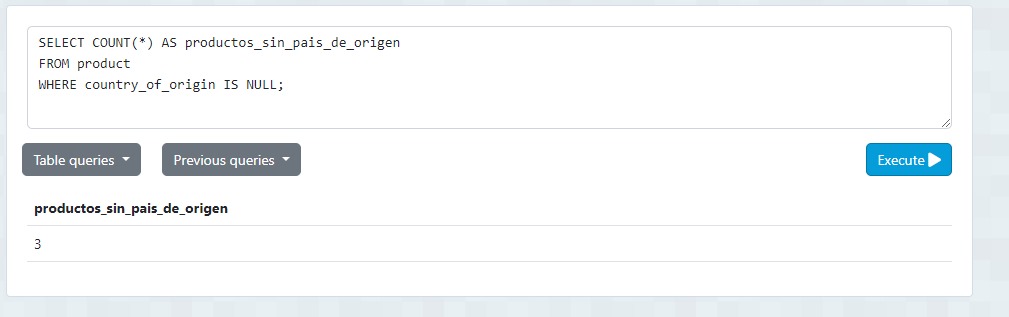 SELECT COUNT(*) AS productos_sin_pais_de_origen
FROM product
WHERE country_of_origin IS NULL;
Table queries
Previous queries
Execute
productos_sin_pais_de_origen
3